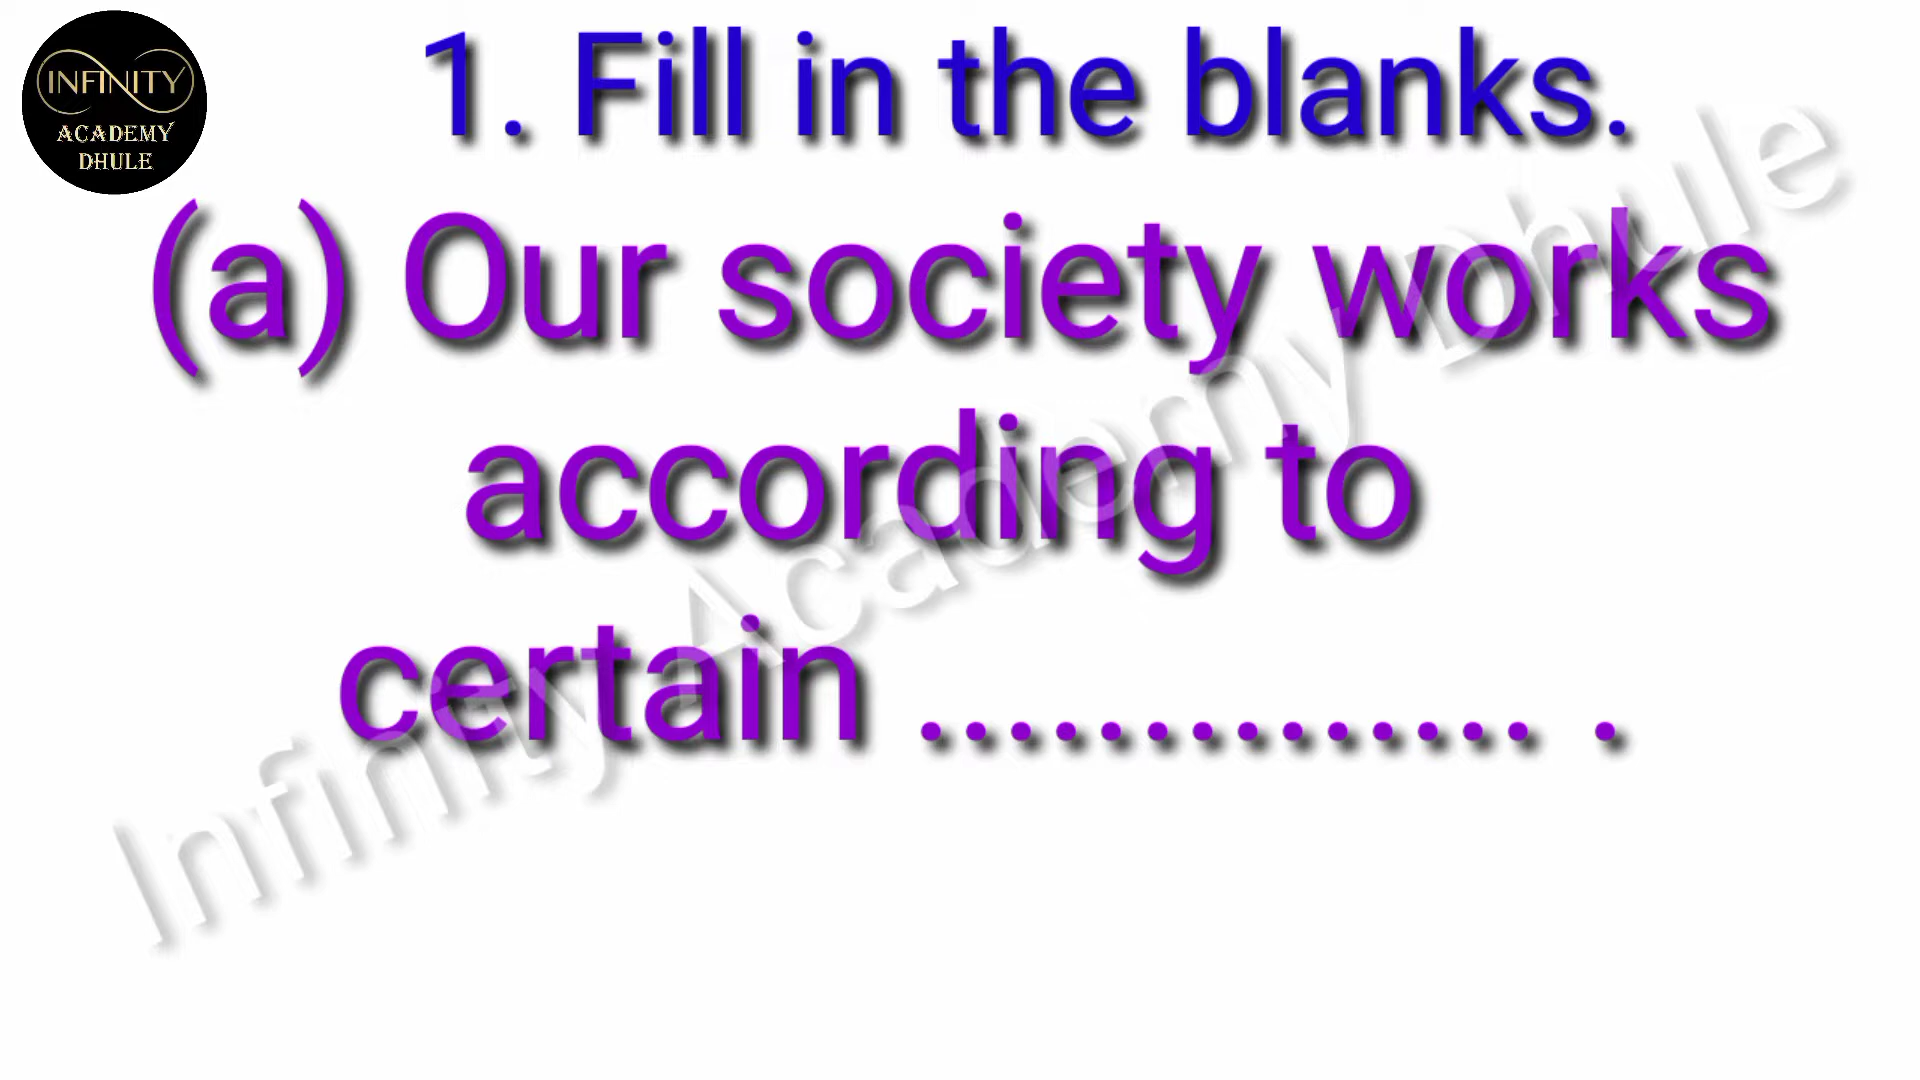 INFINITY
ACADEMY
DHULE
1. Fill in the blanks.
(a) Our society works
according to
certain .............. .
Infinity Academy Dhule